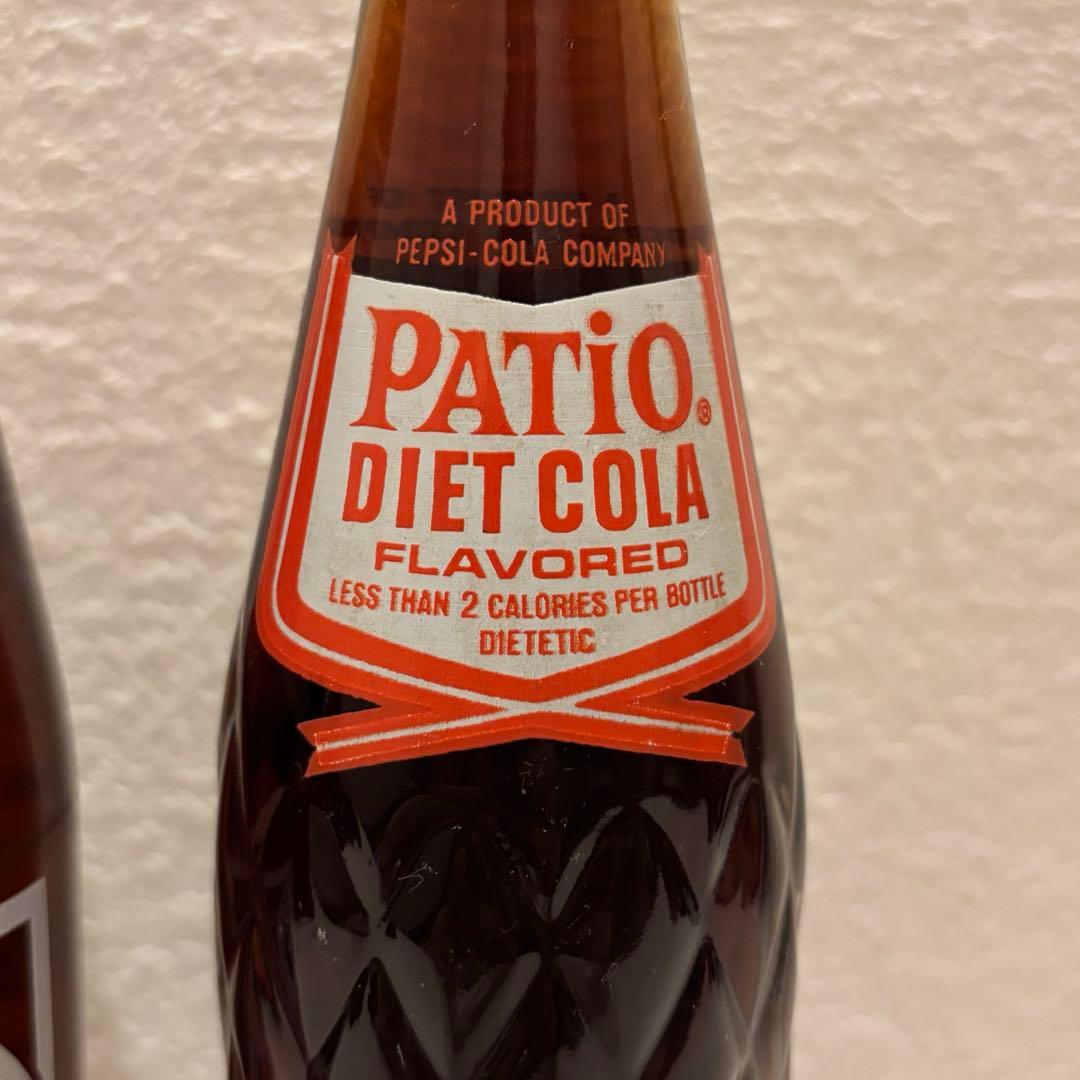 A PRODUCT OF
PEPSI-COLA COMPANY
PATiO®
DIET COLA
FLAVORED
LESS THAN 2 CALORIES PER BOTTLE
DIETETIC